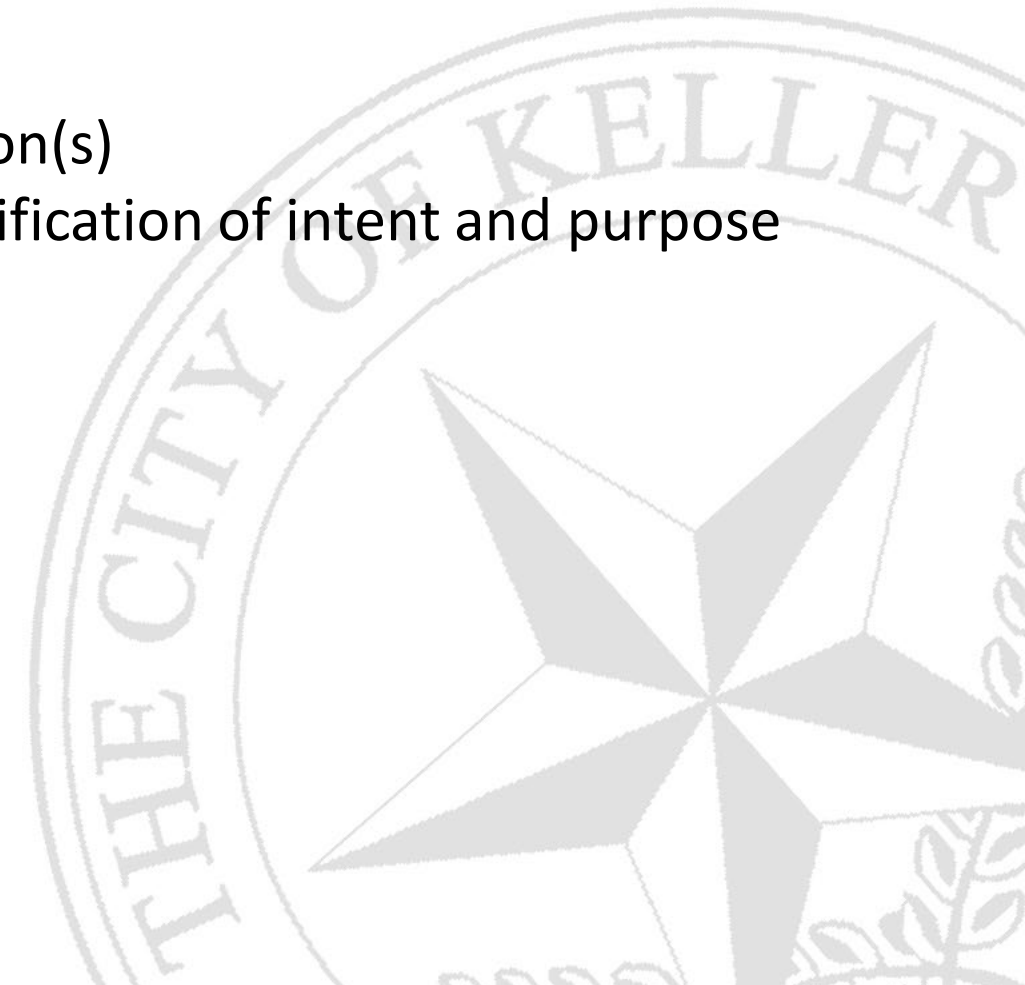 on(s)
ification of intent and purpose
THE CITY OF KELLER